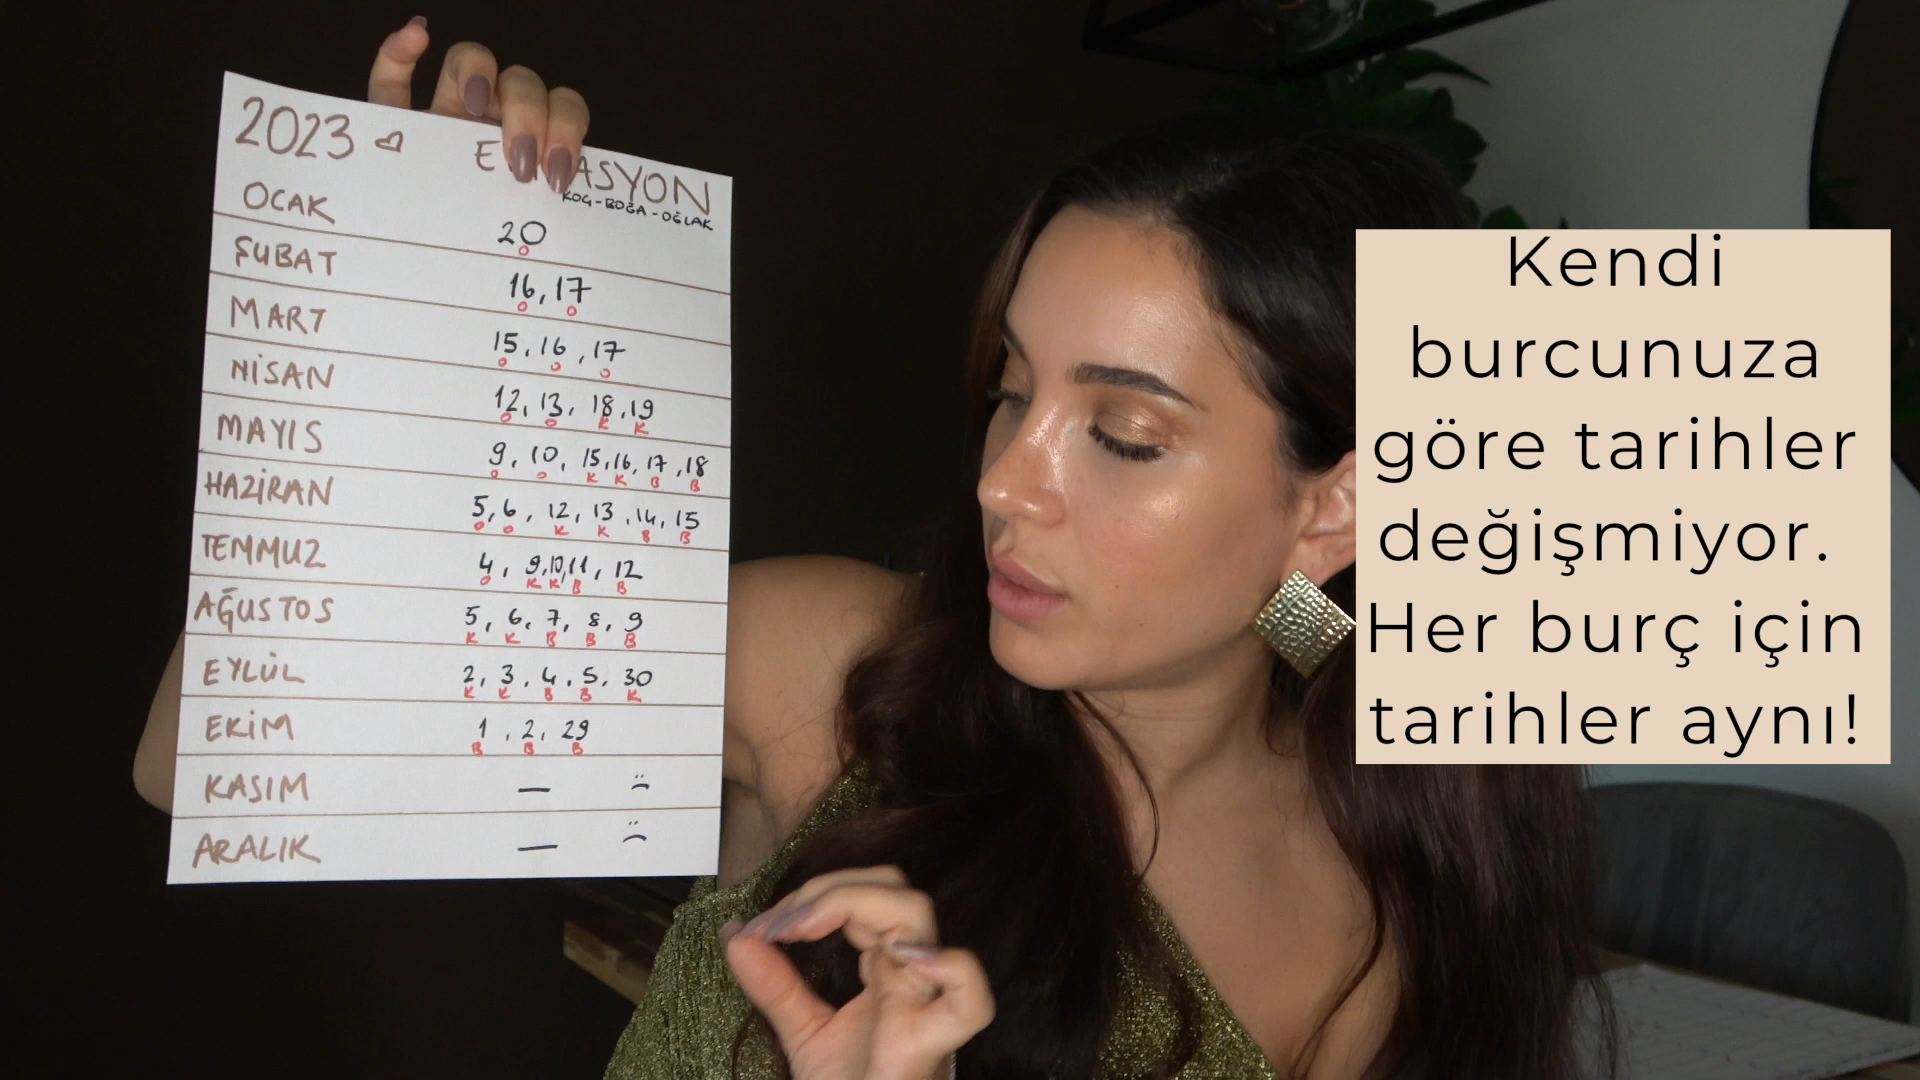 2023
ASYON
KOÇ-BOĞA-OĞLAK
OCAK 20
O
ŞUBAT 16, 17
O O
MART 15, 16, 17
O O O
NİSAN 12, 13, 18, 19
O O K K
MAYIS 9, 10, 15, 16, 17, 18
O O K K B B
HAZİRAN 5, 6, 12, 13, 14, 15
O O K K B B
TEMMUZ 4, 9, 10, 11, 12
O K K B B
AĞUSTOS 5, 6, 7, 8, 9
K K B B B
EYLÜL 2, 3, 4, 5, 30
K K B B K
EKİM 1, 2, 29
B B B
KASIM —
ARALIK —
Kendi
burcunuza
göre tarihler
değişmiyor.
Her burç için
tarihler aynı!